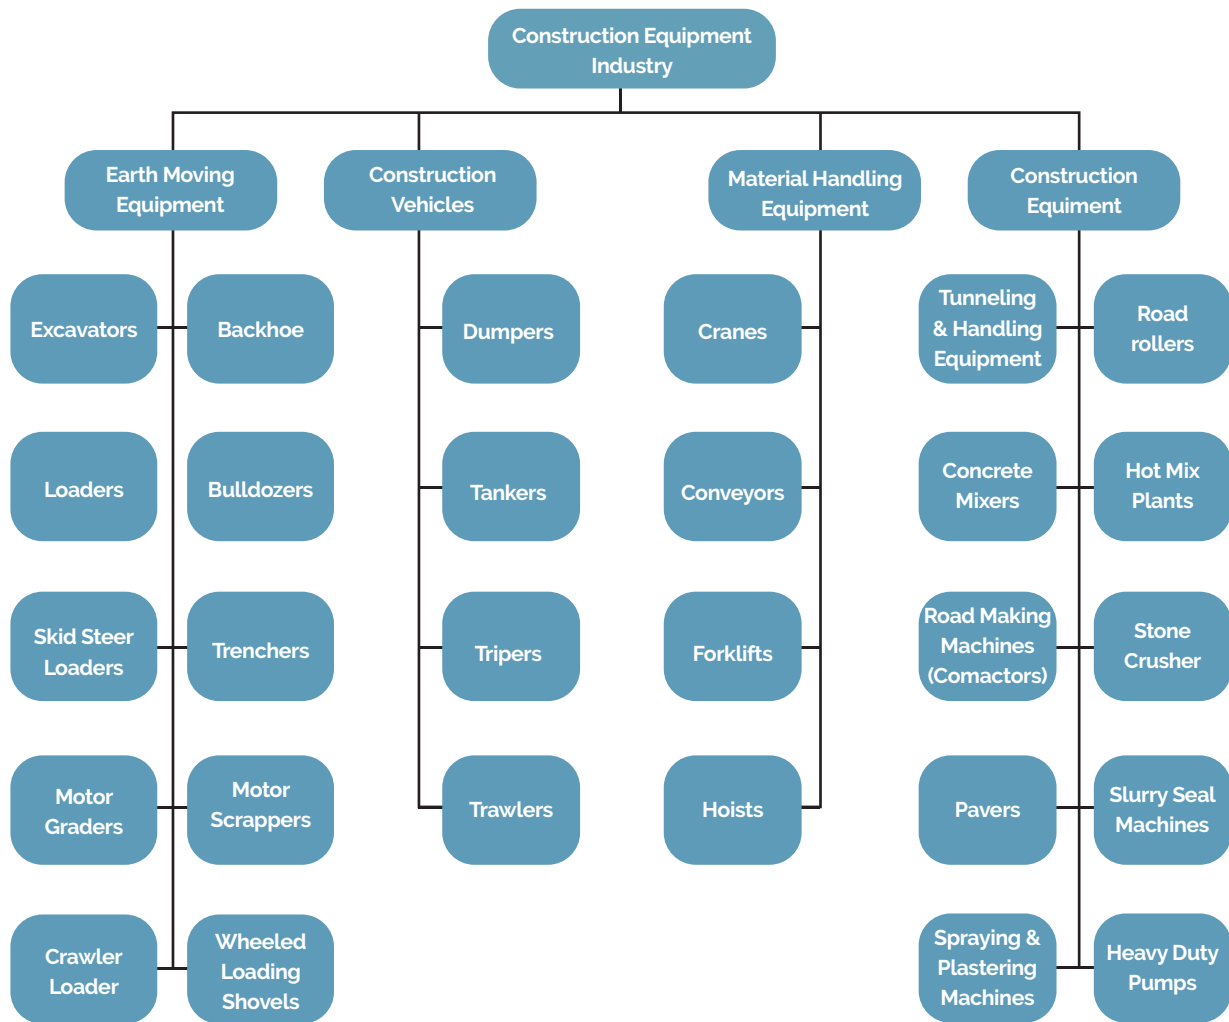 Construction Equipment
Industry
Earth Moving
Equipment
Construction
Vehicles
Material Handling
Equipment
Construction
Equiment
Excavators
Backhoe
Dumpers
Cranes
Tunneling
& Handling
Equipment
Road
rollers
Loaders
Bulldozers
Tankers
Conveyors
Concrete
Mixers
Hot Mix
Plants
Skid Steer
Loaders
Trenchers
Tripers
Forklifts
Road Making
Machines
(Comactors)
Stone
Crusher
Motor
Graders
Motor
Scrappers
Trawlers
Hoists
Pavers
Slurry Seal
Machines
Crawler
Loader
Wheeled
Loading
Shovels
Spraying &
Plastering
Machines
Heavy Duty
Pumps